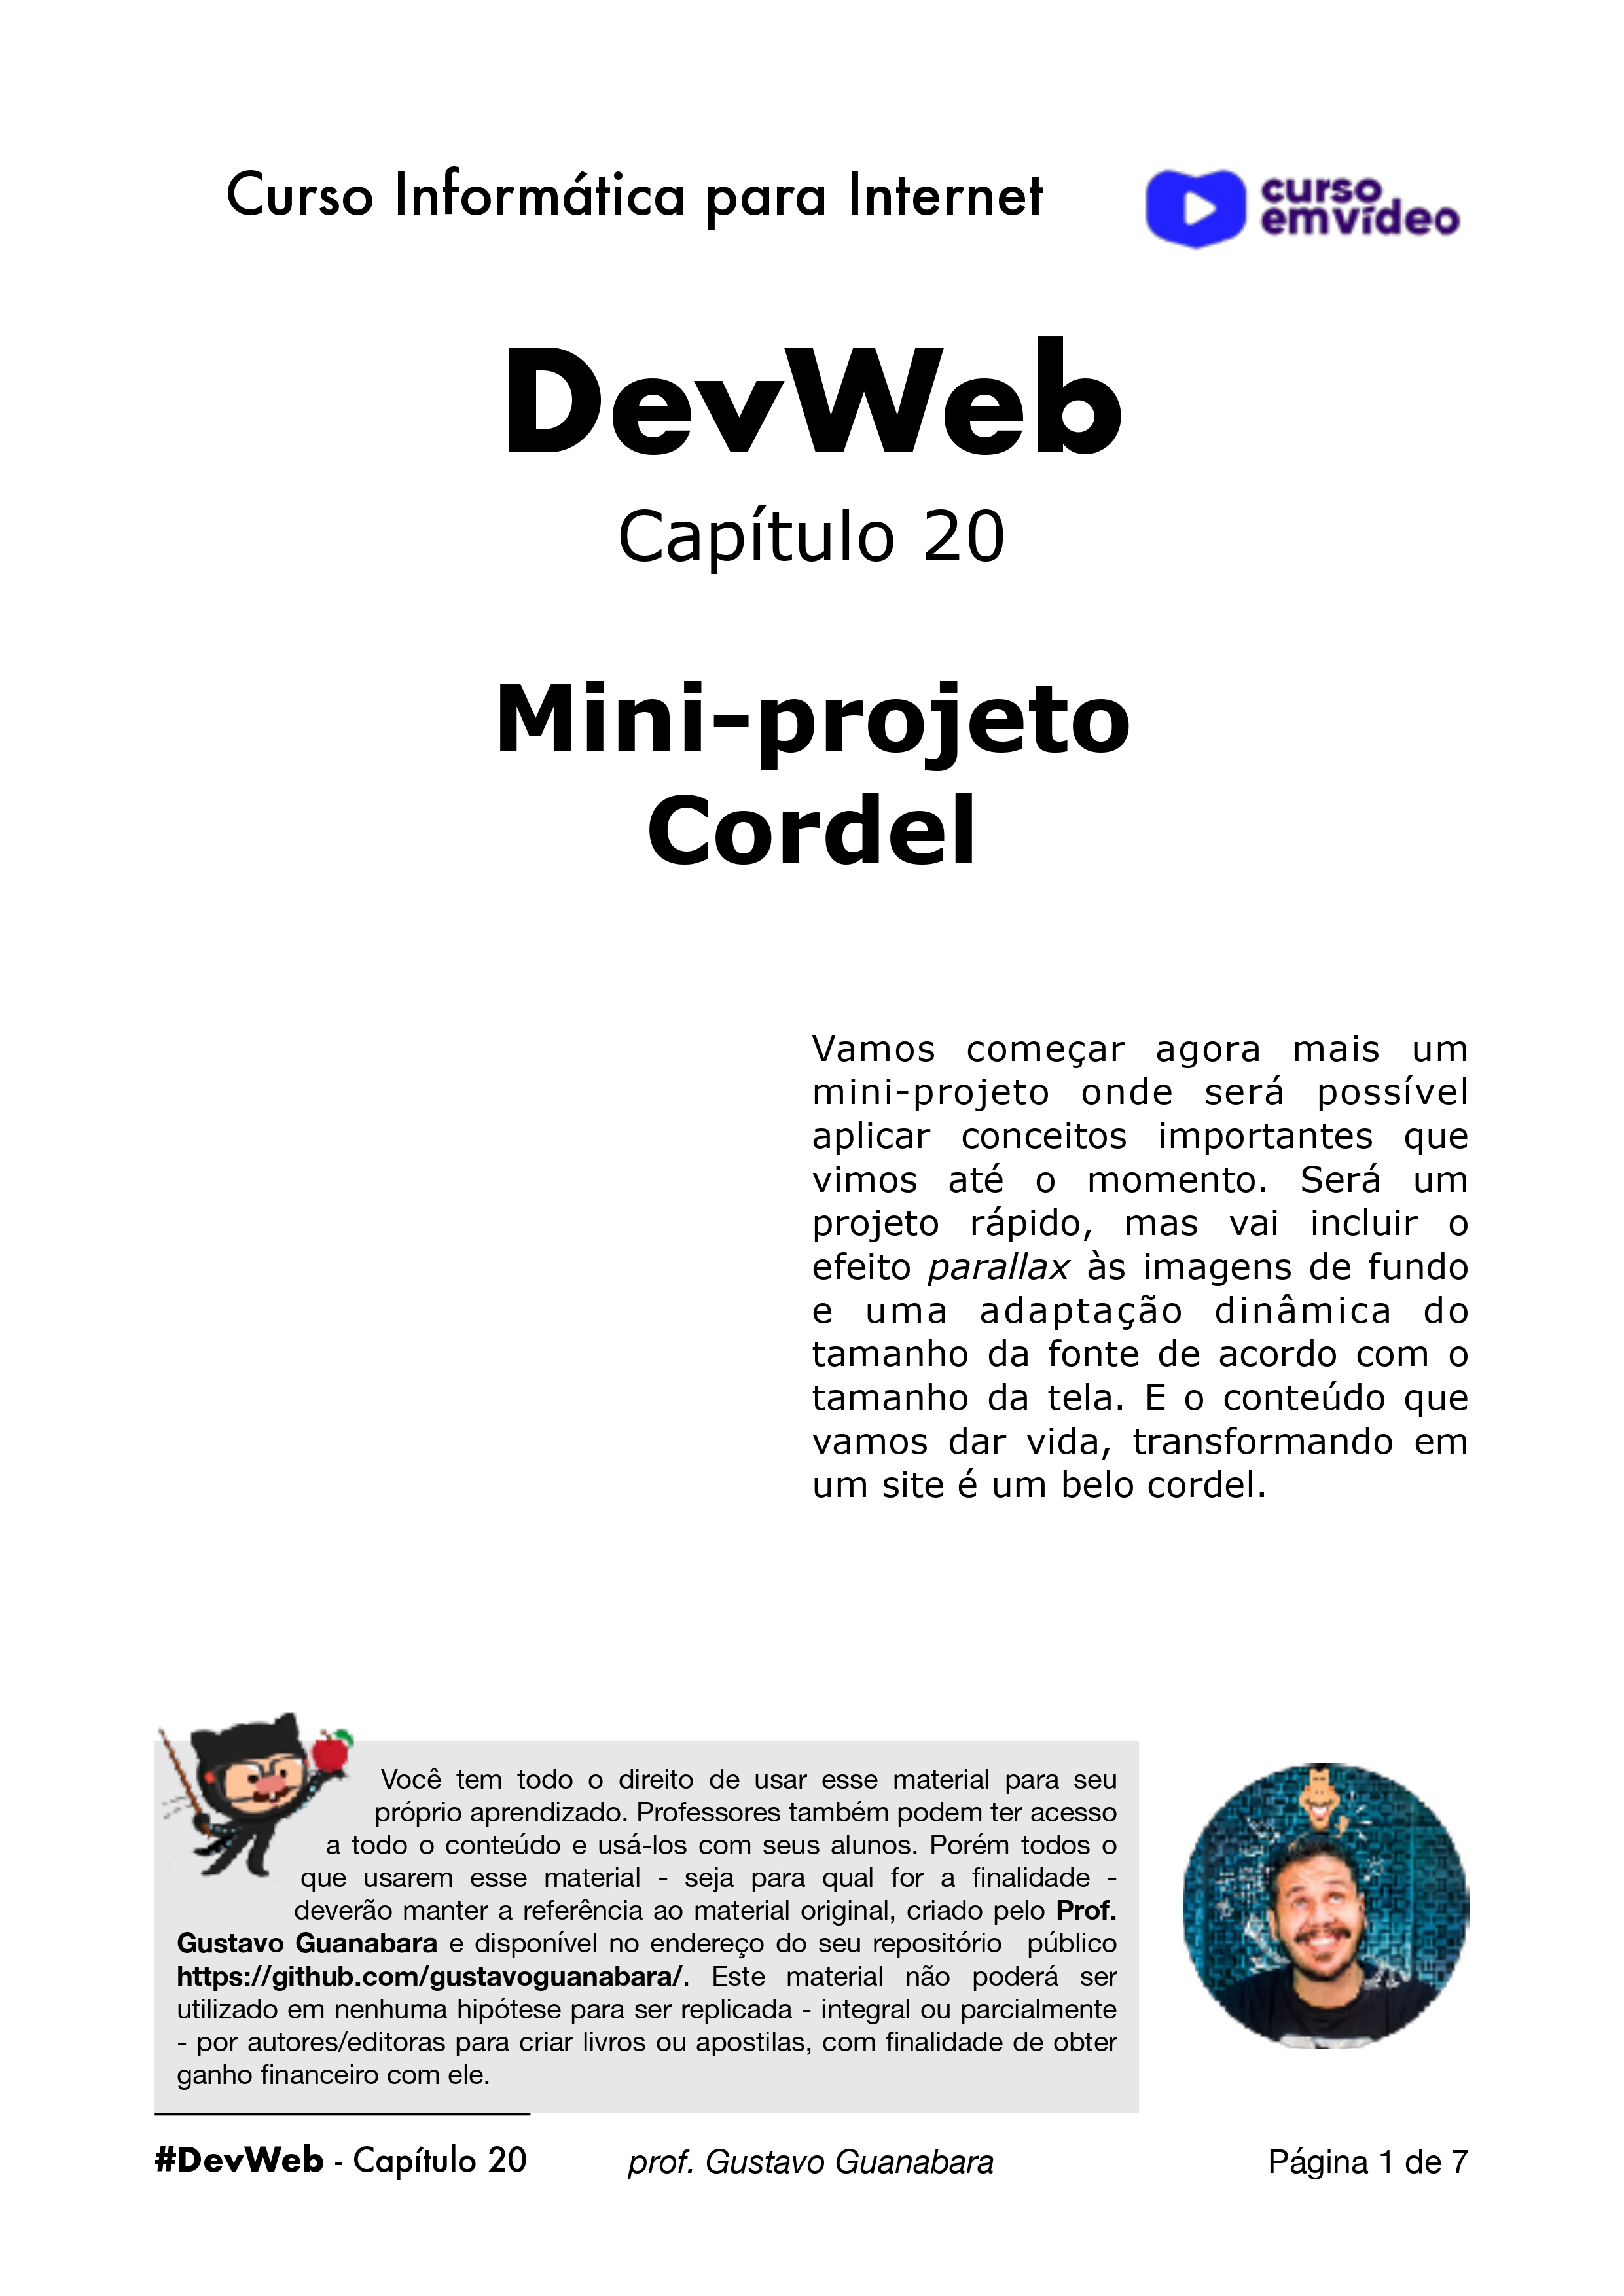 Curso Informática para Internet
curso
emvídeo
DevWeb
Capítulo 20
Mini-projeto
Cordel
Vamos começar agora mais um
mini-projeto onde será possível
aplicar conceitos importantes que
vimos até o momento. Será um
projeto rápido, mas vai incluir o
efeito parallax às imagens de fundo
e uma adaptação dinâmica do
tamanho da fonte de acordo com o
tamanho da tela. E o conteúdo que
vamos dar vida, transformando em
um site é um belo cordel.
Você tem todo o direito de usar esse material para seu
próprio aprendizado. Professores também podem ter acesso
a todo o conteúdo e usá-los com seus alunos. Porém todos o
que usarem esse material - seja para qual for a finalidade -
deverão manter a referência ao material original, criado pelo Prof.
Gustavo Guanabara e disponível no endereço do seu repositório público
https://github.com/gustavoguanabara/. Este material não poderá ser
utilizado em nenhuma hipótese para ser replicada - integral ou parcialmente
- por autores/editoras para criar livros ou apostilas, com finalidade de obter
ganho financeiro com ele.
#DevWeb - Capítulo 20 prof. Gustavo Guanabara Página 1 de 7